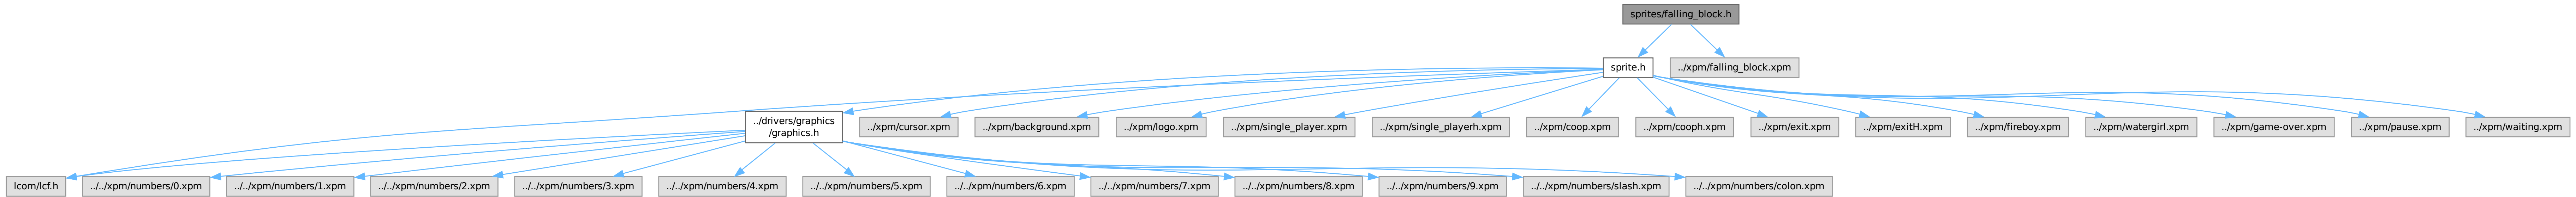 sprites/falling_block.h
sprite.h
../xpm/falling_block.xpm
../drivers/graphics
/graphics.h
../xpm/cursor.xpm
../xpm/background.xpm
../xpm/logo.xpm
../xpm/single_player.xpm
../xpm/single_playerh.xpm
../xpm/coop.xpm
../xpm/cooph.xpm
../xpm/exit.xpm
../xpm/exitH.xpm
../xpm/fireboy.xpm
../xpm/watergirl.xpm
../xpm/game-over.xpm
../xpm/pause.xpm
../xpm/waiting.xpm
lcom/lcf.h
../../xpm/numbers/0.xpm
../../xpm/numbers/1.xpm
../../xpm/numbers/2.xpm
../../xpm/numbers/3.xpm
../../xpm/numbers/4.xpm
../../xpm/numbers/5.xpm
../../xpm/numbers/6.xpm
../../xpm/numbers/7.xpm
../../xpm/numbers/8.xpm
../../xpm/numbers/9.xpm
../../xpm/numbers/slash.xpm
../../xpm/numbers/colon.xpm